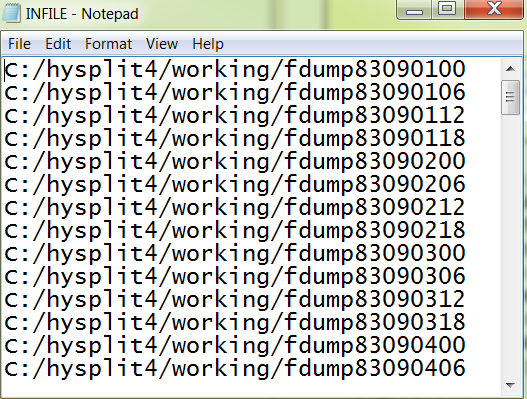 INFILE - Notepad
File Edit Format View Help
C:/hysplit4/working/fdump83090100
C:/hysplit4/working/fdump83090106
C:/hysplit4/working/fdump83090112
C:/hysplit4/working/fdump83090118
C:/hysplit4/working/fdump83090200
C:/hysplit4/working/fdump83090206
C:/hysplit4/working/fdump83090212
C:/hysplit4/working/fdump83090218
C:/hysplit4/working/fdump83090300
C:/hysplit4/working/fdump83090306
C:/hysplit4/working/fdump83090312
C:/hysplit4/working/fdump83090318
C:/hysplit4/working/fdump83090400
C:/hysplit4/working/fdump83090406